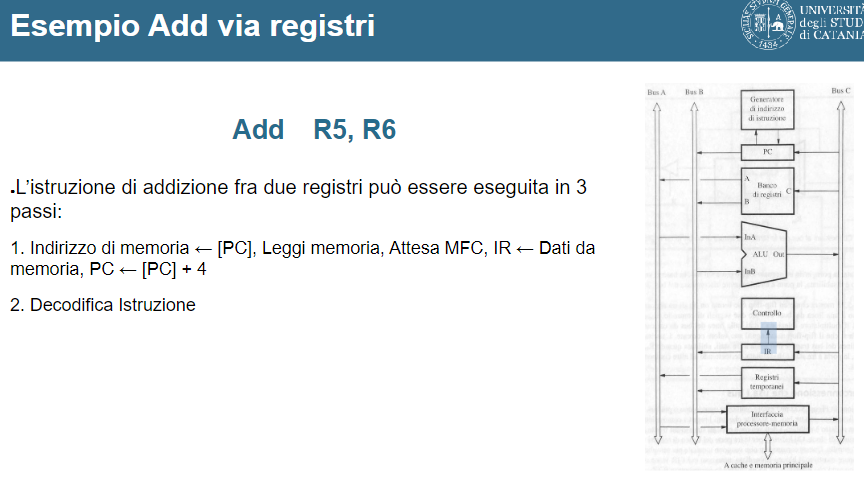 Esempio Add via registri
UNIVERSITÀ
degli STUDI
di CATANIA
Add R5, R6
.L'istruzione di addizione fra due registri può essere eseguita in 3
passi:
1. Indirizzo di memoria ← [PC], Leggi memoria, Attesa MFC, IR ← Dati da
memoria, PC ← [PC] + 4
2. Decodifica Istruzione
Bus A Bus B Bus C
Generatore
di indirizzo
di istruzione
PC
A
Banco
di registri
C
B
InA
ALU Out
InB
Controllo
IR
Registri
temporanei
Interfaccia
processore-memoria
A cache e memoria principale